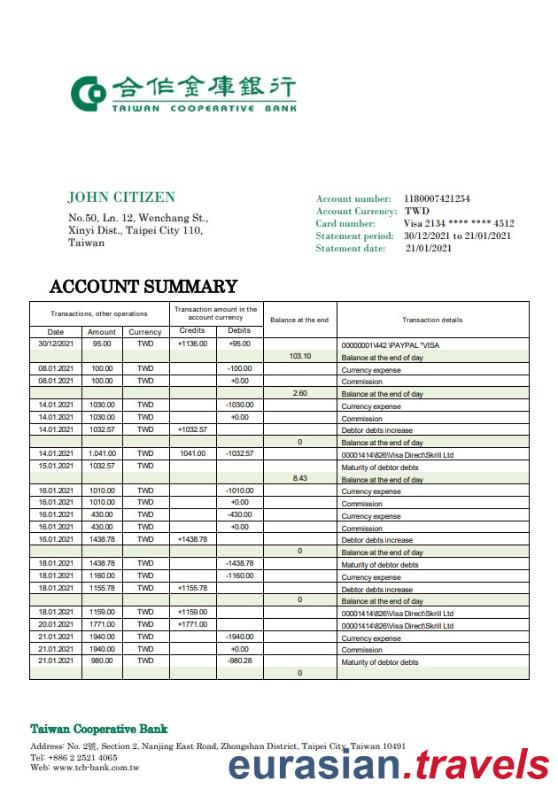 合作金庫銀行
TAIWAN COOPERATIVE BANK
JOHN CITIZEN
No.50, Ln. 12, Wenchang St.,
Xinyi Dist., Taipei City 110,
Taiwan
Account number: 1180007421254
Account Currency: TWD
Card number: Visa 2134 **** **** 4512
Statement period: 30/12/2021 to 21/01/2021
Statement date: 21/01/2021
ACCOUNT SUMMARY
Transactions, other operations Transaction amount in the account currency Balance at the end Transaction details
Date Amount Currency Credits Debits
30/12/2021 95.00 TWD +1136.00 +95.00 00000001\442 \PAYPAL "VISA
103.10 Balance at the end of day
08.01.2021 100.00 TWD -100.00 Currency expense
08.01.2021 100.00 TWD +0.00 Commission
2.60 Balance at the end of day
14.01.2021 1030.00 TWD -1030.00 Currency expense
14.01.2021 1030.00 TWD +0.00 Commission
14.01.2021 1032.57 TWD +1032.57 Debtor debts increase
0 Balance at the end of day
14.01.2021 1.041.00 TWD 1041.00 -1032.57 00001414\826\Visa Direct\Skrill Ltd
15.01.2021 1032.57 TWD Maturity of debtor debts
8.43 Balance at the end of day
16.01.2021 1010.00 TWD -1010.00 Currency expense
16.01.2021 1010.00 TWD +0.00 Commission
16.01.2021 430.00 TWD -430.00 Currency expense
16.01.2021 430.00 TWD +0.00 Commission
16.01.2021 1438.78 TWD +1438.78 Debtor debts increase
0 Balance at the end of day
18.01.2021 1438.78 TWD -1438.78 Maturity of debtor debts
18.01.2021 1160.00 TWD -1160.00 Currency expense
18.01.2021 1155.78 TWD +1155.78 Debtor debts increase
0 Balance at the end of day
18.01.2021 1159.00 TWD +1159.00 00001414\826\Visa Direct\Skrill Ltd
20.01.2021 1771.00 TWD +1771.00 00001414\826\Visa Direct\Skrill Ltd
21.01.2021 1940.00 TWD -1940.00 Currency expense
21.01.2021 1940.00 TWD +0.00 Commission
21.01.2021 980.00 TWD -980.28 Maturity of debtor debts
0
Taiwan Cooperative Bank
Address: No. 2號, Section 2, Nanjing East Road, Zhongshan District, Taipei City, Taiwan 10491
Tel: +886 2 2521 4065
Web: www.tcb-bank.com.tw
eurasian.travels